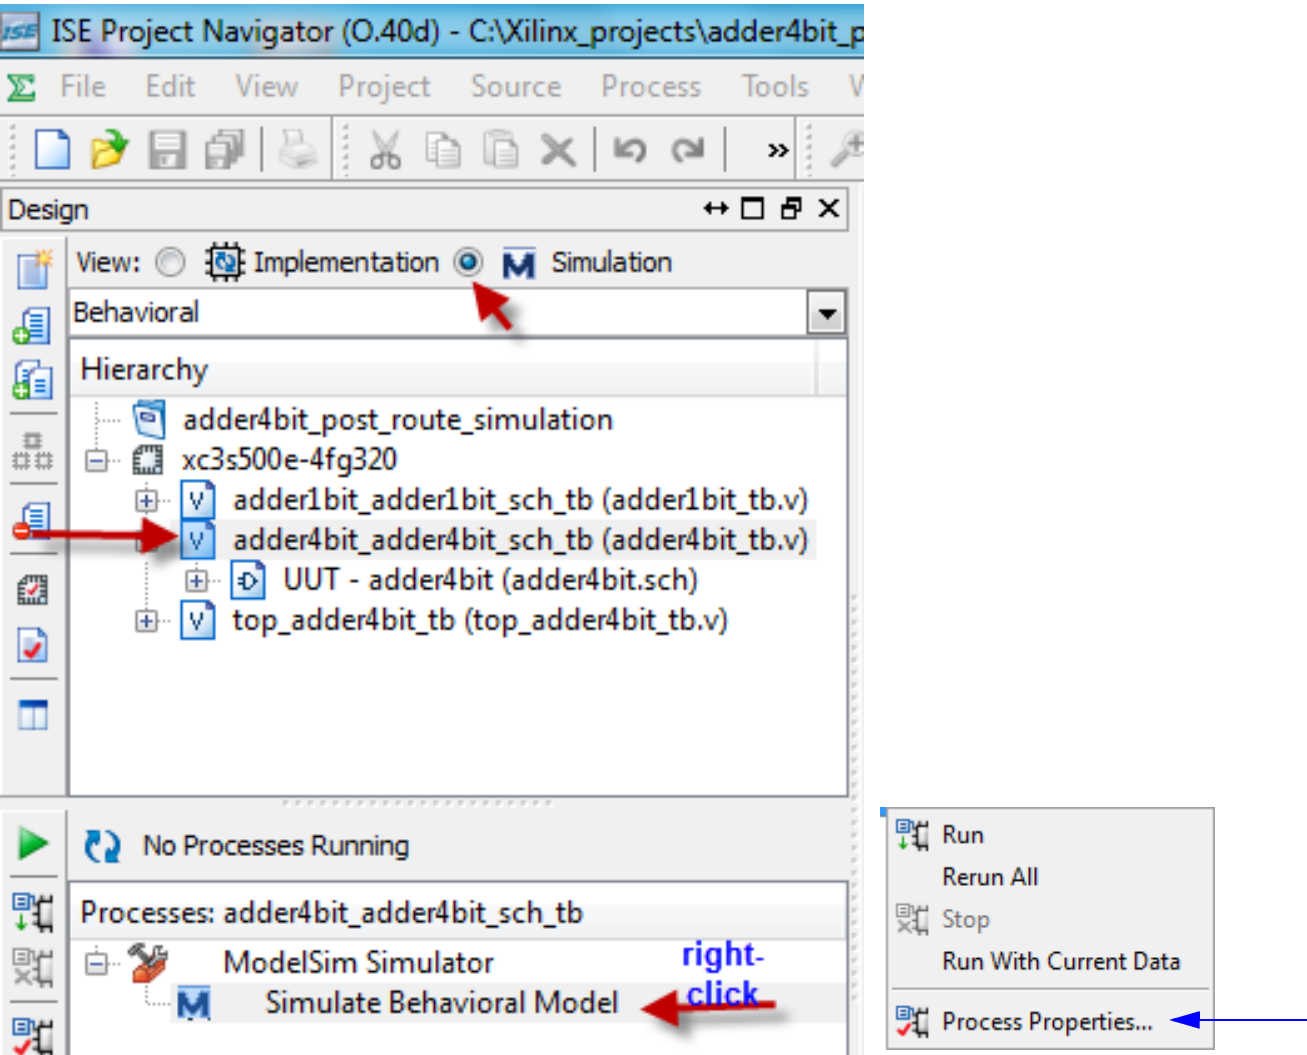 ISE ISE Project Navigator (O.40d) - C:\Xilinx_projects\adder4bit_p
File Edit View Project Source Process Tools
Design
View: Implementation Simulation
Behavioral
Hierarchy
adder4bit_post_route_simulation
xc3s500e-4fg320
V adder1bit_adder1bit_sch_tb (adder1bit_tb.v)
V adder4bit_adder4bit_sch_tb (adder4bit_tb.v)
UUT - adder4bit (adder4bit.sch)
V top_adder4bit_tb (top_adder4bit_tb.v)
No Processes Running
Processes: adder4bit_adder4bit_sch_tb
ModelSim Simulator
Simulate Behavioral Model
right-
click
Run
Rerun All
Stop
Run With Current Data
Process Properties...